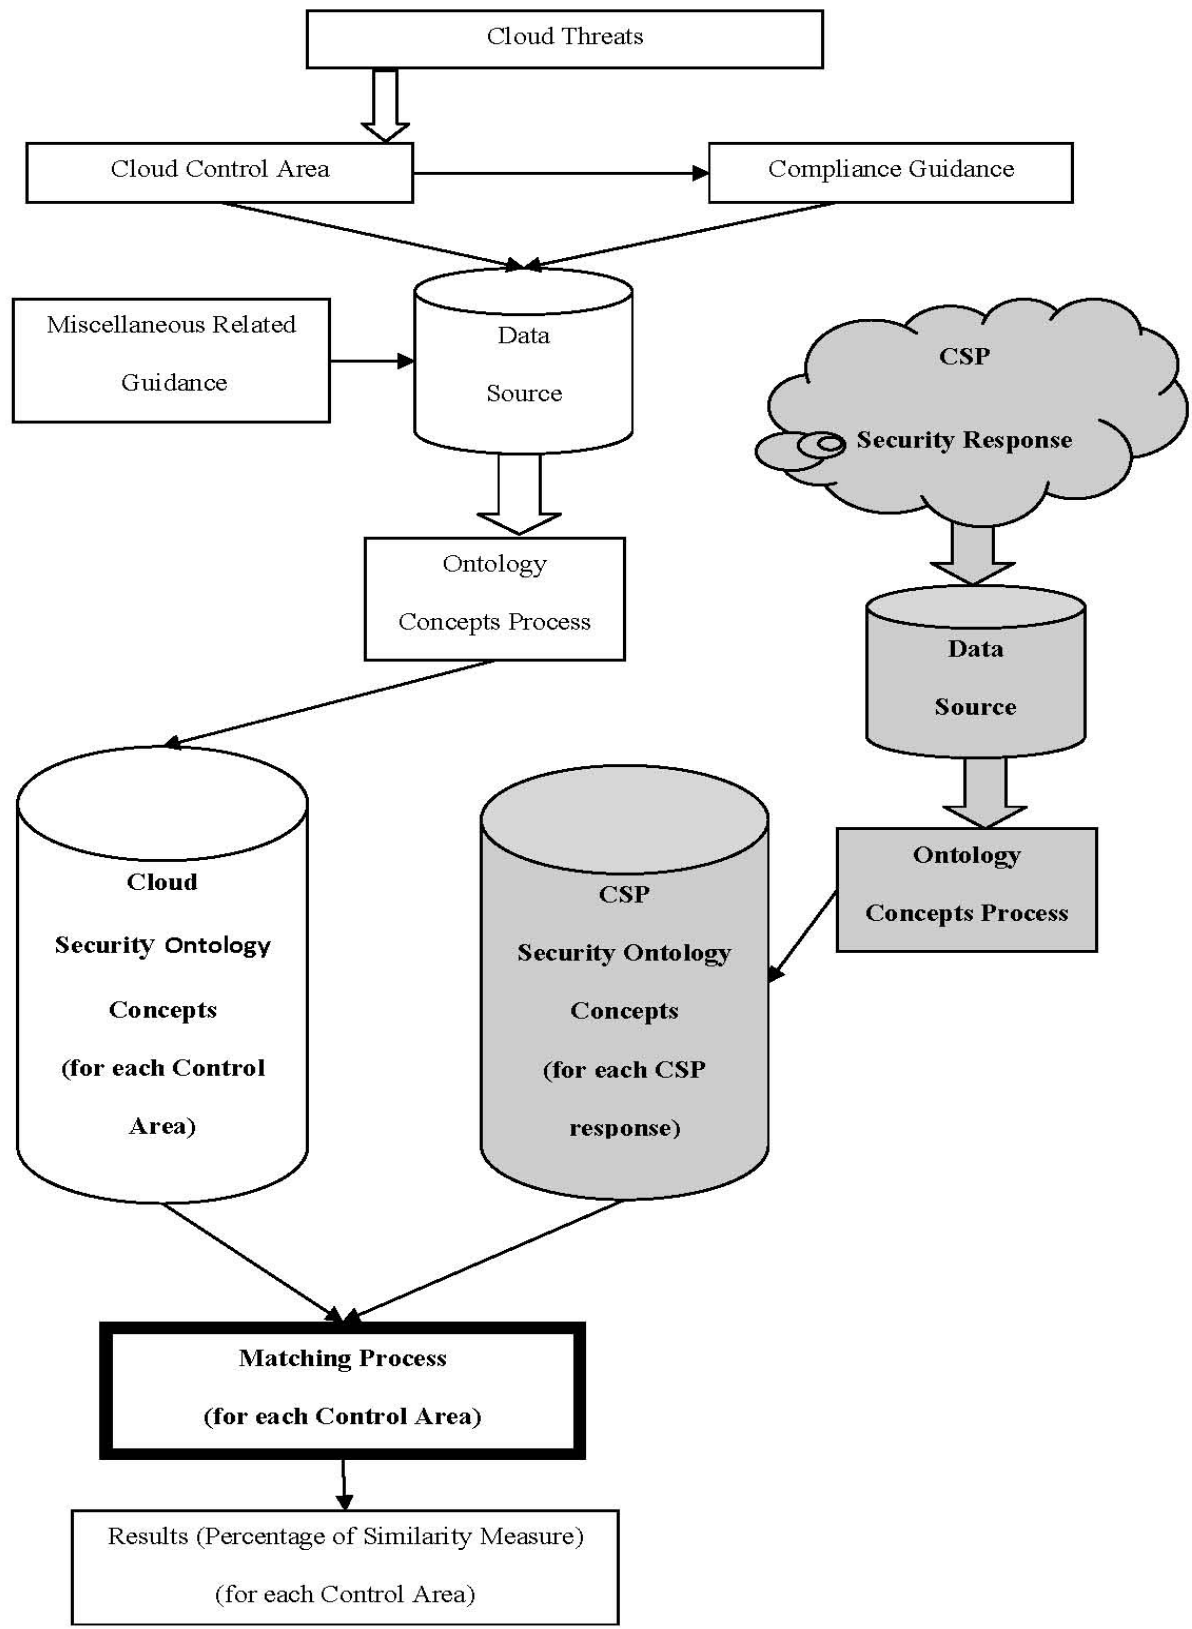 Cloud Threats
Cloud Control Area
Compliance Guidance
Miscellaneous Related
Guidance
Data
Source
CSP
Security Response
Ontology
Concepts Process
Data
Source
Ontology
Concepts Process
Cloud
Security Ontology
Concepts
(for each Control
Area)
CSP
Security Ontology
Concepts
(for each CSP
response)
Matching Process
(for each Control Area)
Results (Percentage of Similarity Measure)
(for each Control Area)